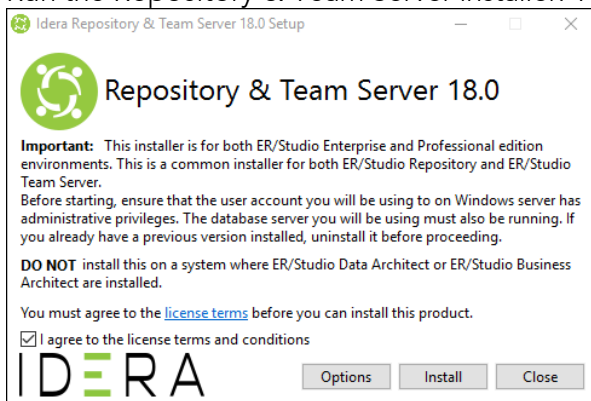 Idera Repository & Team Server 18.0 Setup
Repository & Team Server 18.0
Important: This installer is for both ER/Studio Enterprise and Professional edition
environments. This is a common installer for both ER/Studio Repository and ER/Studio
Team Server.
Before starting, ensure that the user account you will be using to on Windows server has
administrative privileges. The database server you will be using must also be running. If
you already have a previous version installed, uninstall it before proceeding.
DO NOT install this on a system where ER/Studio Data Architect or ER/Studio Business
Architect are installed.
You must agree to the license terms before you can install this product.
I agree to the license terms and conditions
IDERA
Options Install Close